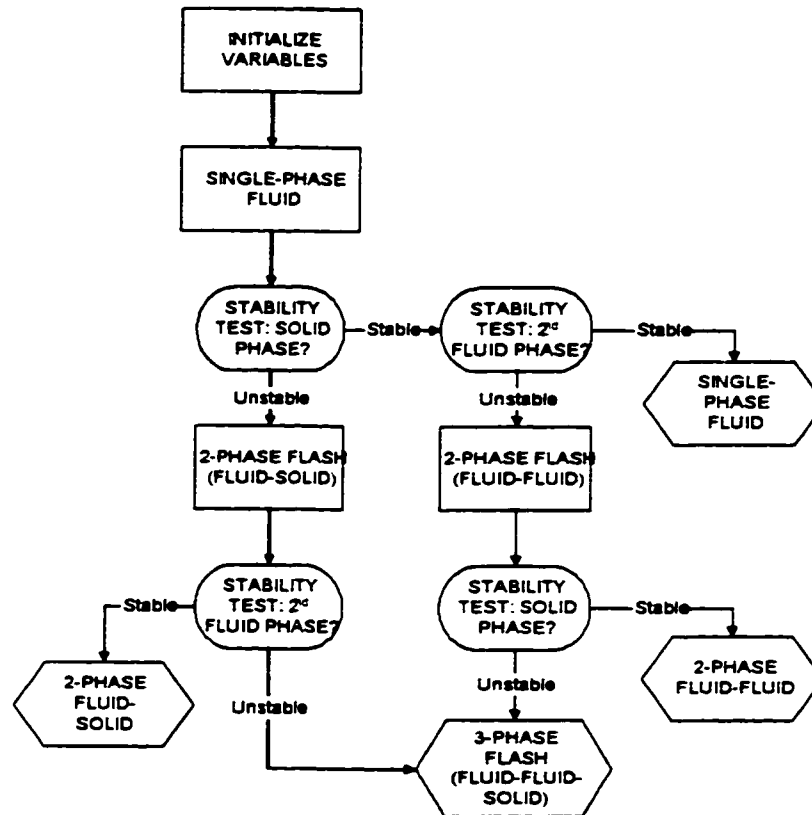 INITIALIZE
VARIABLES
SINGLE-PHASE
FLUID
STABILITY
TEST: SOLID
PHASE?
Stable
STABILITY
TEST: 2nd
FLUID PHASE?
Stable
SINGLE-
PHASE
FLUID
Unstable
Unstable
2-PHASE FLASH
(FLUID-SOLID)
2-PHASE FLASH
(FLUID-FLUID)
STABILITY
TEST: 2nd
FLUID PHASE?
Stable
2-PHASE
FLUID-
SOLID
STABILITY
TEST: SOLID
PHASE?
Stable
2-PHASE
FLUID-FLUID
Unstable
Unstable
3-PHASE
FLASH
(FLUID-FLUID-
SOLID)